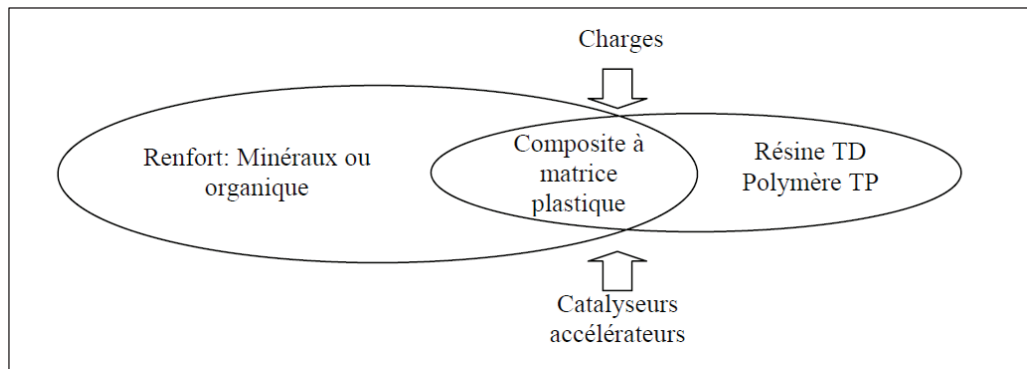 Charges
Renfort: Minéraux ou
organique
Composite à
matrice
plastique
Résine TD
Polymère TP
Catalyseurs
accélérateurs